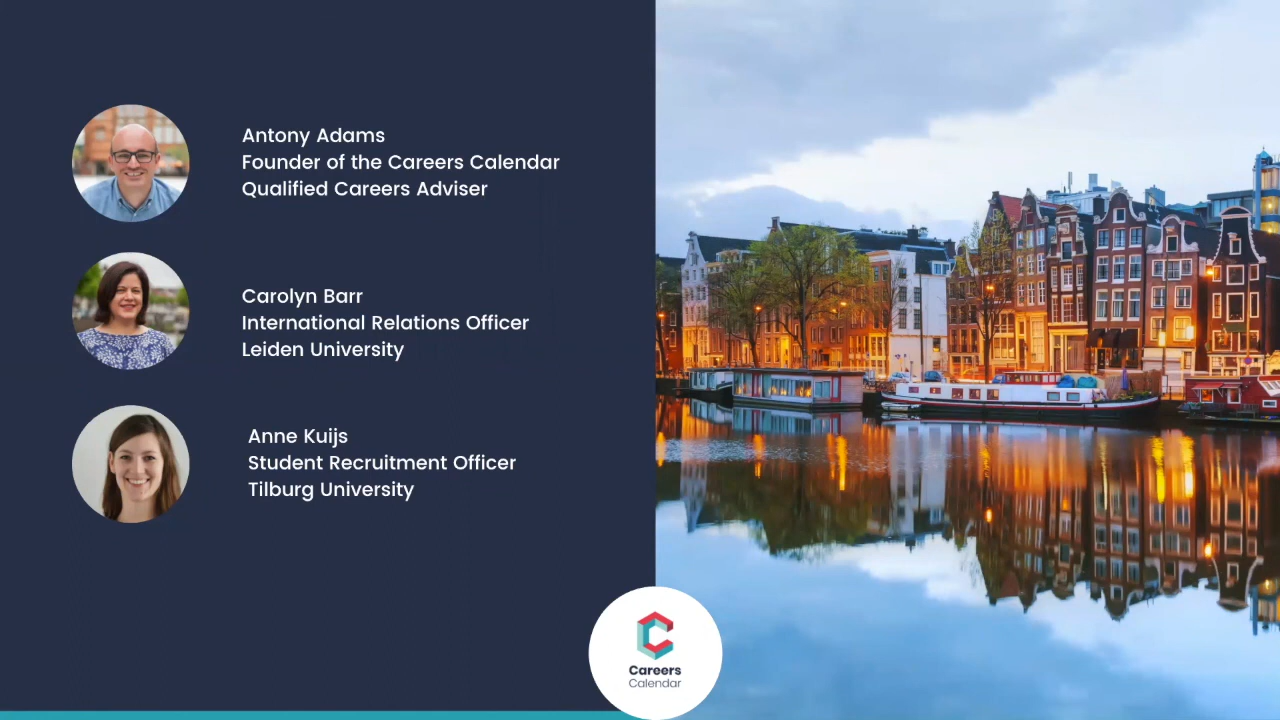 Antony Adams
Founder of the Careers Calendar
Qualified Careers Adviser
Carolyn Barr
International Relations Officer
Leiden University
Anne Kuijs
Student Recruitment Officer
Tilburg University
Careers
Calendar